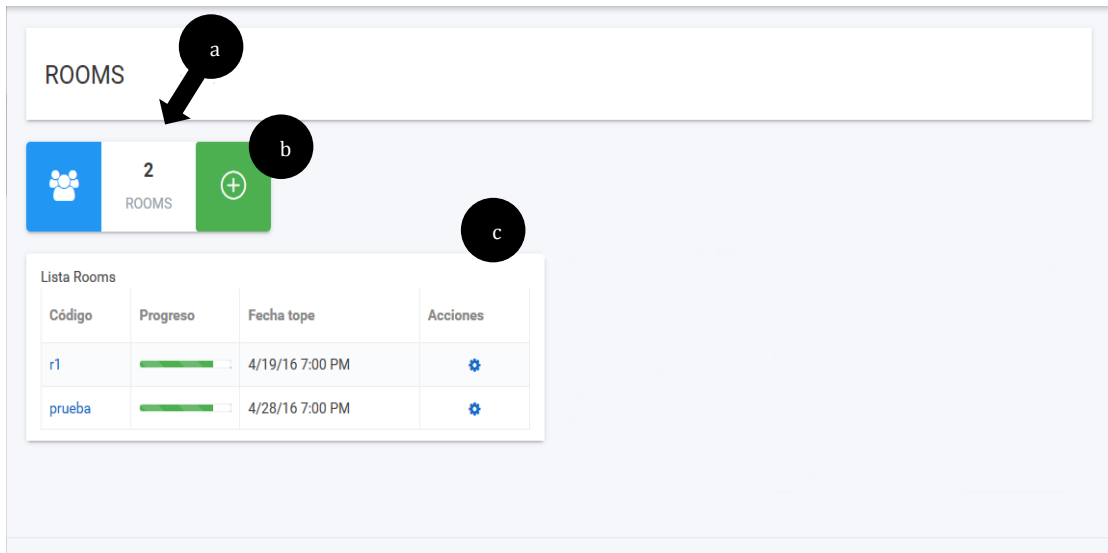 a
ROOMS
b
2
ROOMS
c
Lista Rooms
Código Progreso Fecha tope Acciones
r1 4/19/16 7:00 PM
prueba 4/28/16 7:00 PM